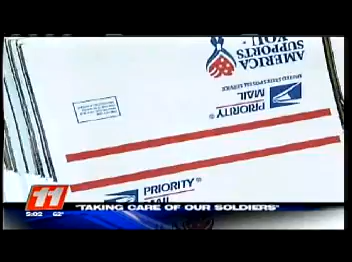 AMERICA
SUPPORTS
YOU
PRIORITY
MAIL
UNITED STATES POSTAL SERVICE
PRIORITY®
MAIL
11
5:02 62°
"TAKING CARE OF OUR SOLDIERS"